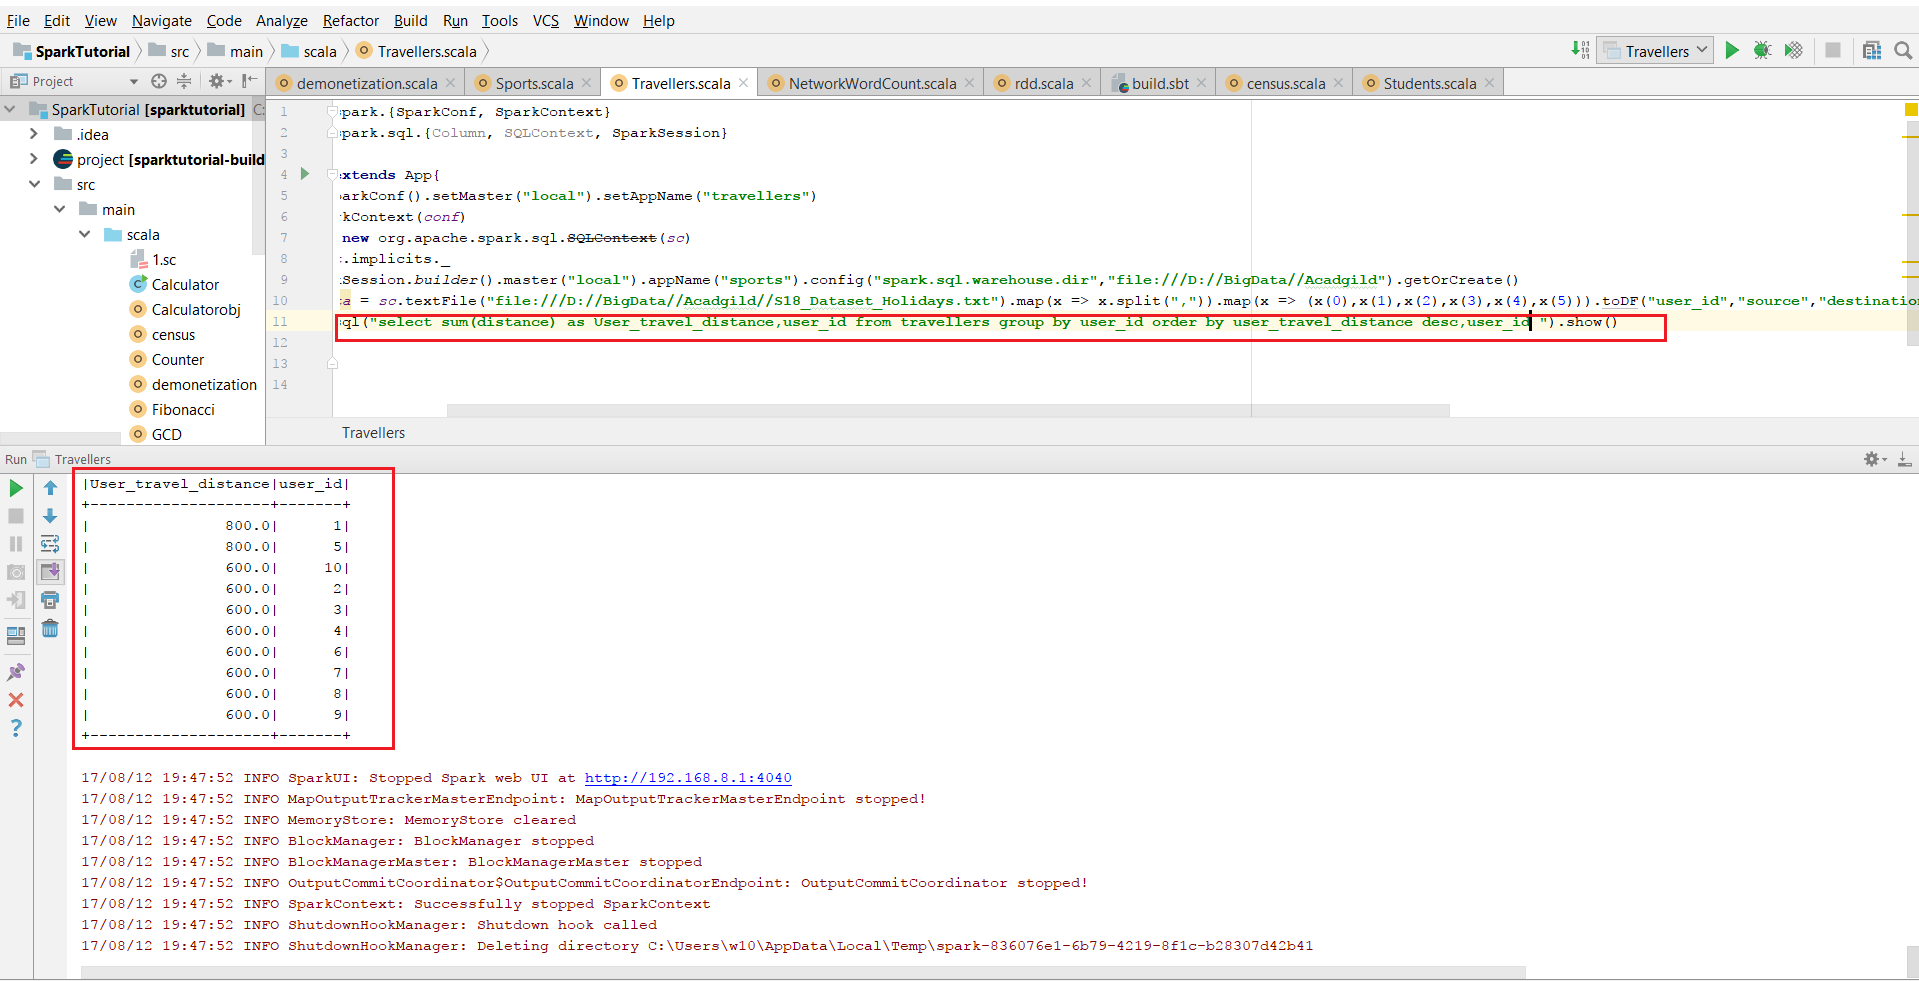 File Edit View Navigate Code Analyze Refactor Build Run Tools VCS Window Help
SparkTutorial src main scala Travellers.scala Travellers
Project demonetization.scala Sports.scala Travellers.scala NetworkWordCount.scala rdd.scala build.sbt census.scala Students.scala
SparkTutorial [sparktutorial] C:
.idea
project [sparktutorial-build
src
main
scala
1.sc
Calculator
Calculatorobj
census
Counter
demonetization
Fibonacci
GCD
1 park.{SparkConf, SparkContext}
2 park.sql.{Column, SQLContext, SparkSession}
3
4 extends App{
5 arkConf().setMaster("local").setAppName("travellers")
6 kContext(conf)
7 new org.apache.spark.sql.SQLContext(sc)
8 .implicits._
9 Session.builder().master("local").appName("sports").config("spark.sql.warehouse.dir","file:///D://BigData//Acadgild").getOrCreate()
10 a = sc.textFile("file:///D://BigData//Acadgild//S18_Dataset_Holidays.txt").map(x => x.split(",")).map(x => (x(0),x(1),x(2),x(3),x(4),x(5))).toDF("user_id","source","destination
11 ql("select sum(distance) as User_travel_distance,user_id from travellers group by user_id order by user_travel_distance desc,user_id ").show()
12
13
14
Travellers
Run Travellers
|User_travel_distance|user_id|
+--------------------+-------+
|               800.0|      1|
|               800.0|      5|
|               600.0|     10|
|               600.0|      2|
|               600.0|      3|
|               600.0|      4|
|               600.0|      6|
|               600.0|      7|
|               600.0|      8|
|               600.0|      9|
+--------------------+-------+
17/08/12 19:47:52 INFO SparkUI: Stopped Spark web UI at http://192.168.8.1:4040
17/08/12 19:47:52 INFO MapOutputTrackerMasterEndpoint: MapOutputTrackerMasterEndpoint stopped!
17/08/12 19:47:52 INFO MemoryStore: MemoryStore cleared
17/08/12 19:47:52 INFO BlockManager: BlockManager stopped
17/08/12 19:47:52 INFO BlockManagerMaster: BlockManagerMaster stopped
17/08/12 19:47:52 INFO OutputCommitCoordinator$OutputCommitCoordinatorEndpoint: OutputCommitCoordinator stopped!
17/08/12 19:47:52 INFO SparkContext: Successfully stopped SparkContext
17/08/12 19:47:52 INFO ShutdownHookManager: Shutdown hook called
17/08/12 19:47:52 INFO ShutdownHookManager: Deleting directory C:\Users\w10\AppData\Local\Temp\spark-836076e1-6b79-4219-8f1c-b28307d42b41